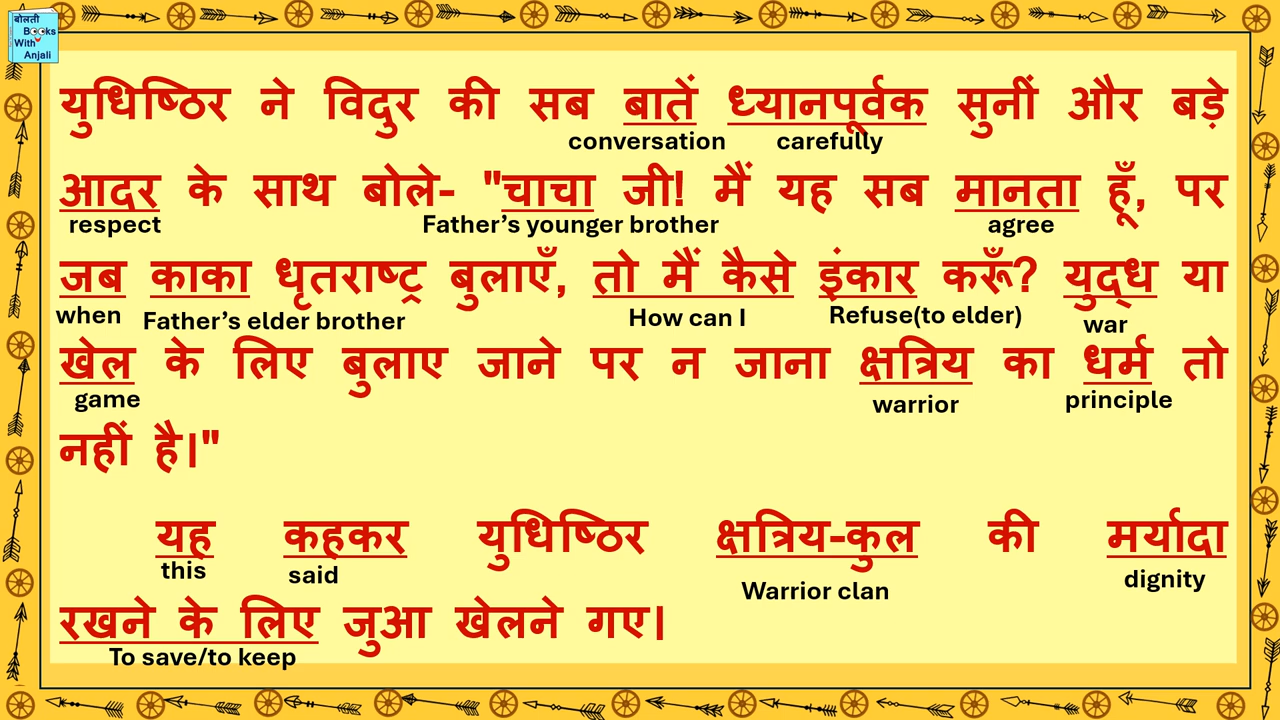 बोलती
Books
With
Anjali
युधिष्ठिर ने विदुर की सब बातें ध्यानपूर्वक सुनीं और बड़े
conversation carefully
आदर के साथ बोले- "चाचा जी! मैं यह सब मानता हूँ, पर
respect Father’s younger brother agree
जब काका धृतराष्ट्र बुलाएँ, तो मैं कैसे इंकार करूँ? युद्ध या
when Father’s elder brother How can I Refuse(to elder) war
खेल के लिए बुलाए जाने पर न जाना क्षत्रिय का धर्म तो
game warrior principle
नहीं है।"
यह कहकर युधिष्ठिर क्षत्रिय-कुल की मर्यादा
this said Warrior clan dignity
रखने के लिए जुआ खेलने गए।
To save/to keep